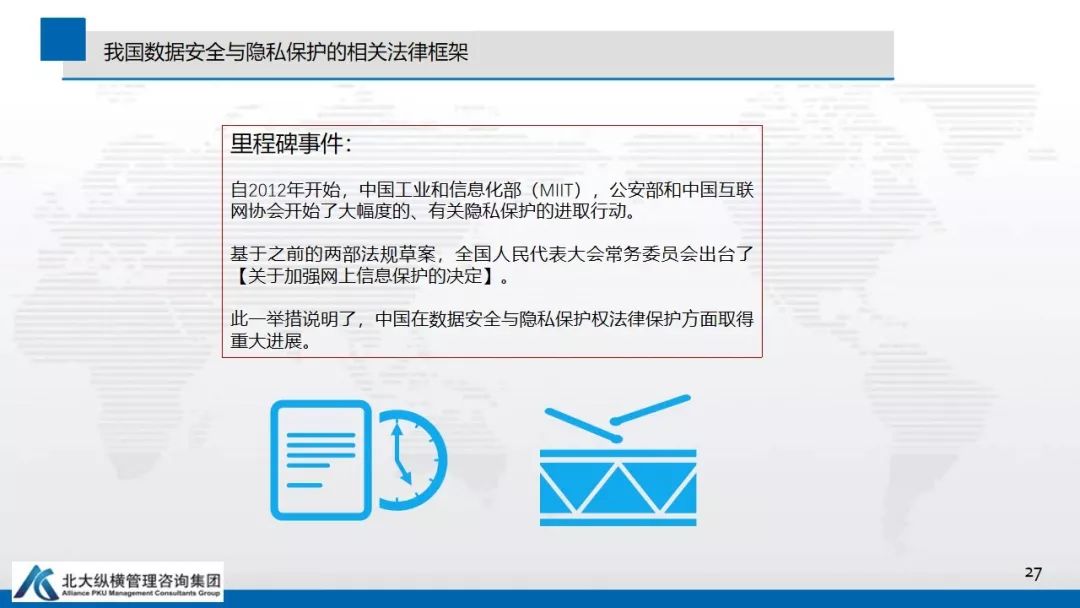 我国数据安全与隐私保护的相关法律框架
里程碑事件：
自2012年开始，中国工业和信息化部（MIIT），公安部和中国互联
网协会开始了大幅度的、有关隐私保护的进取行动。
基于之前的两部法规草案，全国人民代表大会常务委员会出台了
【关于加强网上信息保护的决定】。
此一举措说明了，中国在数据安全与隐私保护权法律保护方面取得
重大进展。
北大纵横管理咨询集团
Alliance PKU Management Consultants Group
27